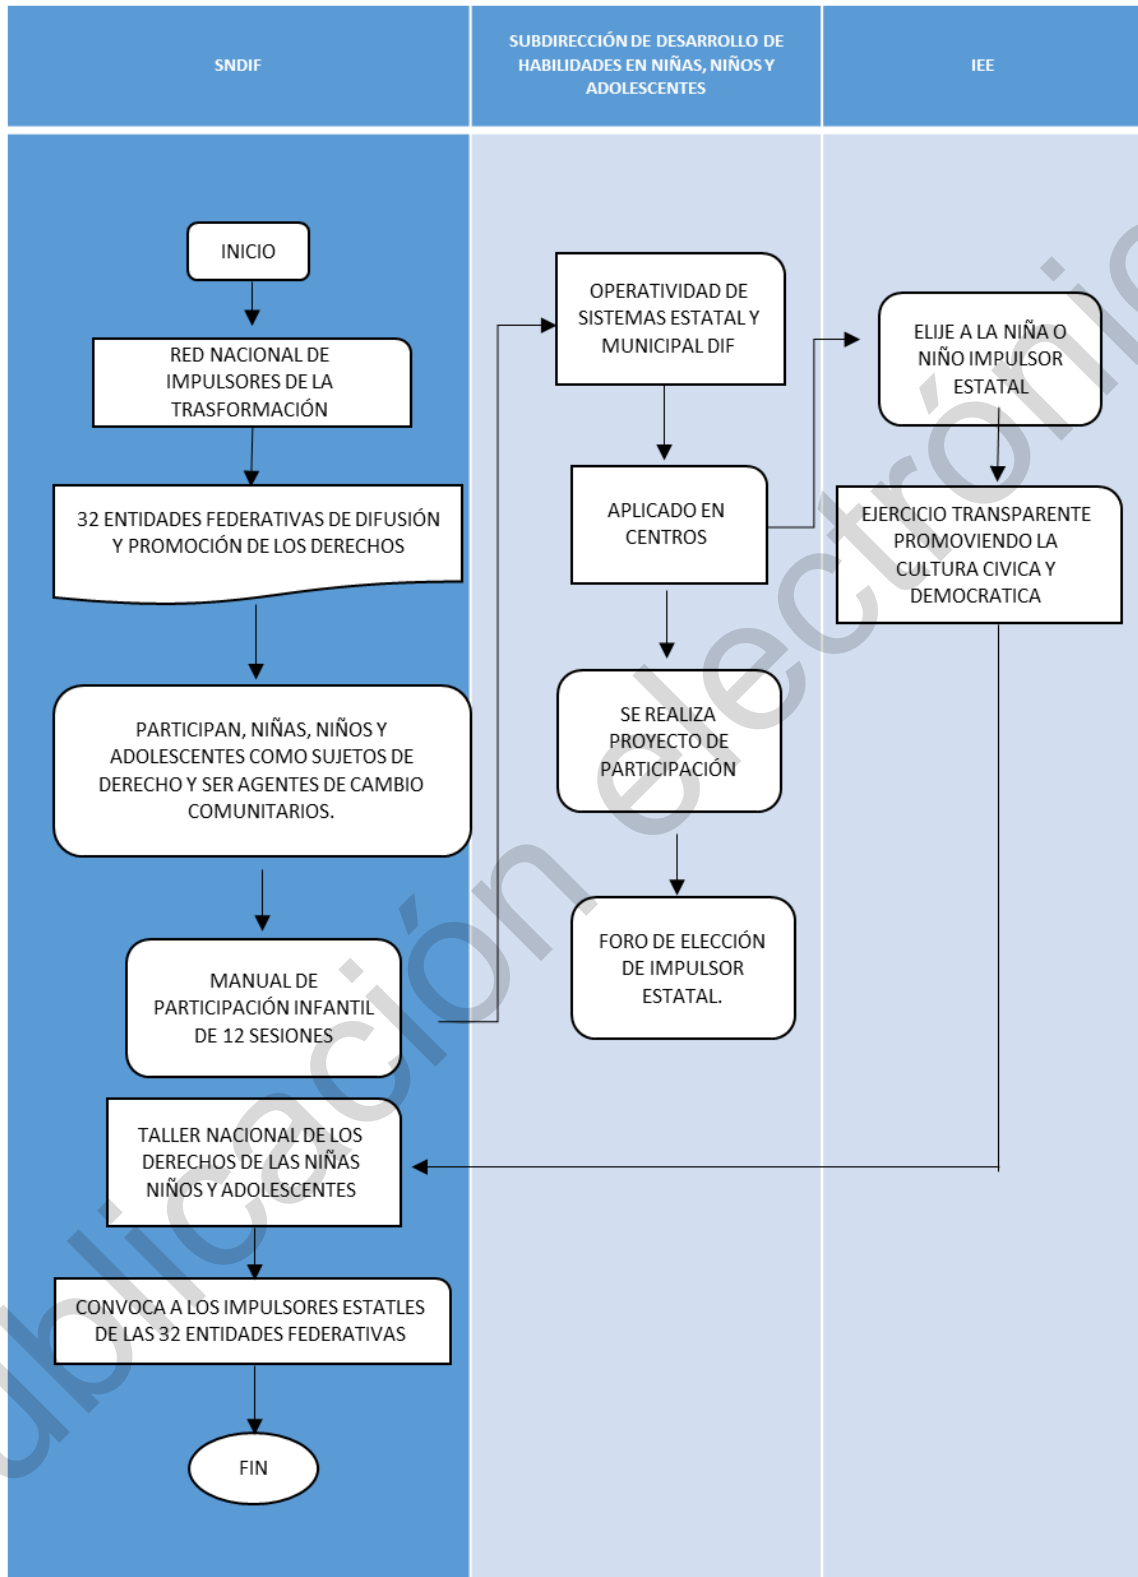 SNDIF
SUBDIRECCIÓN DE DESARROLLO DE
HABILIDADES EN NIÑAS, NIÑOS Y
ADOLESCENTES
IEE
INICIO
RED NACIONAL DE
IMPULSORES DE LA
TRASFORMACIÓN
32 ENTIDADES FEDERATIVAS DE DIFUSIÓN
Y PROMOCIÓN DE LOS DERECHOS
PARTICIPAN, NIÑAS, NIÑOS Y
ADOLESCENTES COMO SUJETOS DE
DERECHO Y SER AGENTES DE CAMBIO
COMUNITARIOS.
MANUAL DE
PARTICIPACIÓN INFANTIL
DE 12 SESIONES
TALLER NACIONAL DE LOS
DERECHOS DE LAS NIÑAS
NIÑOS Y ADOLESCENTES
CONVOCA A LOS IMPULSORES ESTATLES
DE LAS 32 ENTIDADES FEDERATIVAS
FIN
OPERATIVIDAD DE
SISTEMAS ESTATAL Y
MUNICIPAL DIF
APLICADO EN
CENTROS
SE REALIZA
PROYECTO DE
PARTICIPACIÓN
FORO DE ELECCIÓN
DE IMPULSOR
ESTATAL.
ELIJE A LA NIÑA O
NIÑO IMPULSOR
ESTATAL
EJERCICIO TRANSPARENTE
PROMOVIENDO LA
CULTURA CIVICA Y
DEMOCRATICA
ublicación electrónic